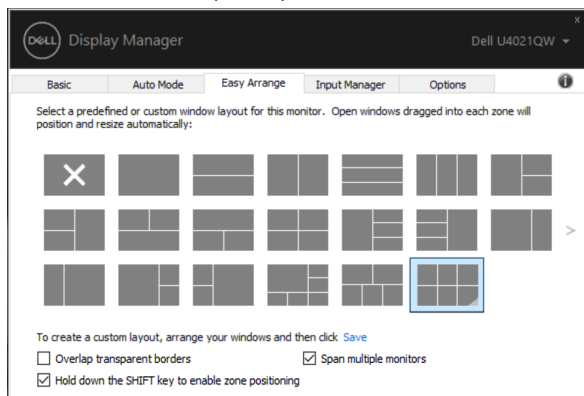 x
DELL Display Manager
Dell U4021QW
Basic Auto Mode Easy Arrange Input Manager Options
Select a predefined or custom window layout for this monitor. Open windows dragged into each zone will
position and resize automatically:
To create a custom layout, arrange your windows and then click Save
Overlap transparent borders
Span multiple monitors
Hold down the SHIFT key to enable zone positioning